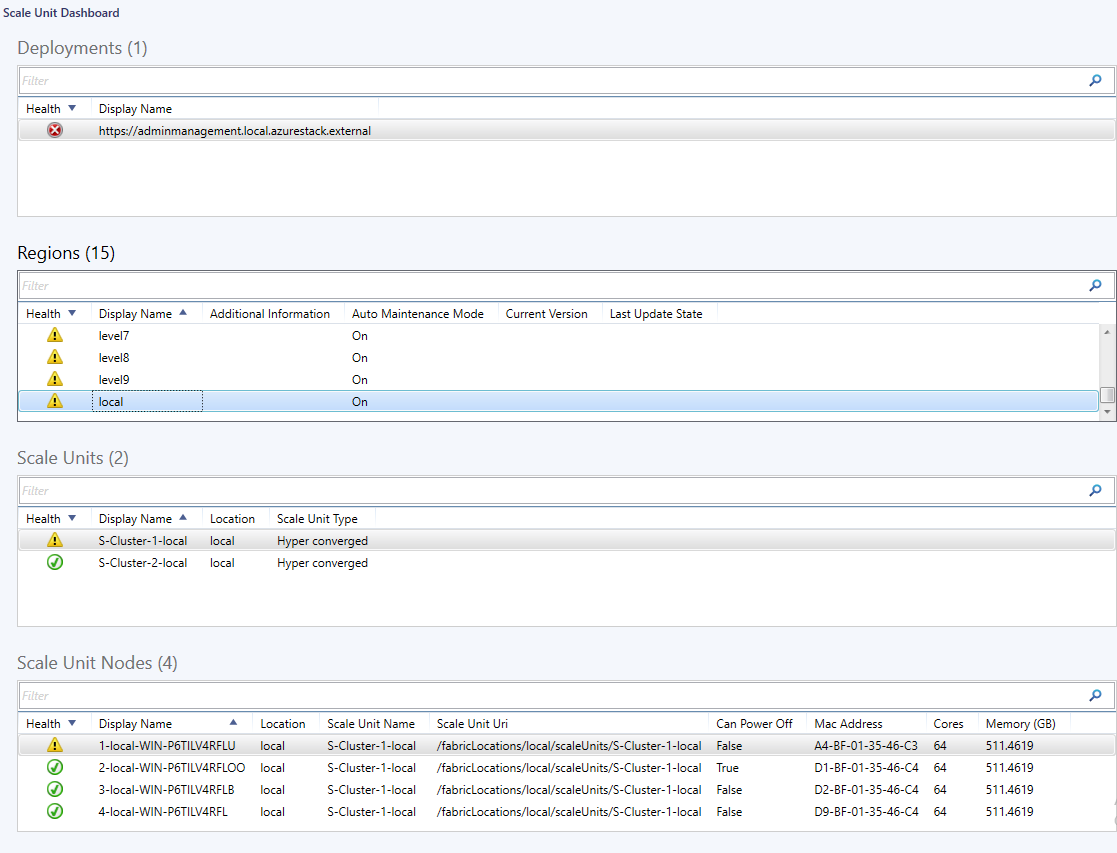 Scale Unit Dashboard
Deployments (1)
Filter
Health Display Name
https://adminmanagement.local.azurestack.external
Regions (15)
Filter
Health Display Name Additional Information Auto Maintenance Mode Current Version Last Update State
level7 On
level8 On
level9 On
local On
Scale Units (2)
Filter
Health Display Name Location Scale Unit Type
S-Cluster-1-local local Hyper converged
S-Cluster-2-local local Hyper converged
Scale Unit Nodes (4)
Filter
Health Display Name Location Scale Unit Name Scale Unit Uri Can Power Off Mac Address Cores Memory (GB)
1-local-WIN-P6TILV4RFLU local S-Cluster-1-local /fabricLocations/local/scaleUnits/S-Cluster-1-local False A4-BF-01-35-46-C3 64 511.4619
2-local-WIN-P6TILV4RFLOO local S-Cluster-1-local /fabricLocations/local/scaleUnits/S-Cluster-1-local True D1-BF-01-35-46-C4 64 511.4619
3-local-WIN-P6TILV4RFLB local S-Cluster-1-local /fabricLocations/local/scaleUnits/S-Cluster-1-local False D2-BF-01-35-46-C4 64 511.4619
4-local-WIN-P6TILV4RFL local S-Cluster-1-local /fabricLocations/local/scaleUnits/S-Cluster-1-local False D9-BF-01-35-46-C4 64 511.4619